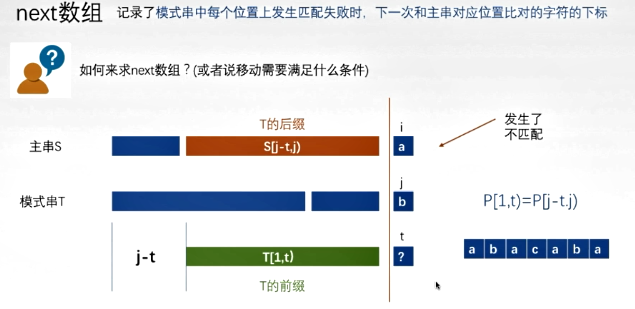 next数组 记录了模式串中每个位置上发生匹配失败时，下一次和主串对应位置比对的字符的下标
?
如何来求next数组？(或者说移动需要满足什么条件)
T的后缀
i
发生了
不匹配
主串S
S[j-t,j)
a
j
模式串T
b
P[1,t)=P[j-t.j)
t
j-t
T[1,t)
?
a b a c a b a
T的前缀